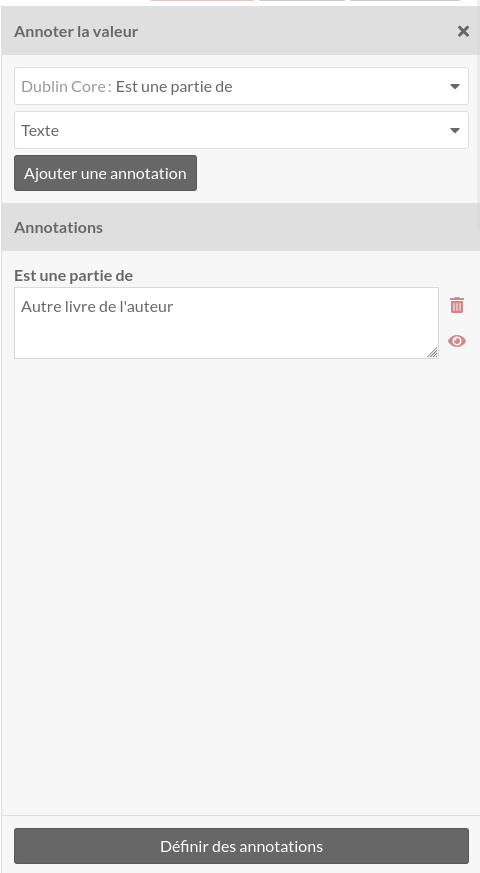 Annoter la valeur
Dublin Core : Est une partie de
Texte
Ajouter une annotation
Annotations
Est une partie de
Autre livre de l'auteur
Définir des annotations